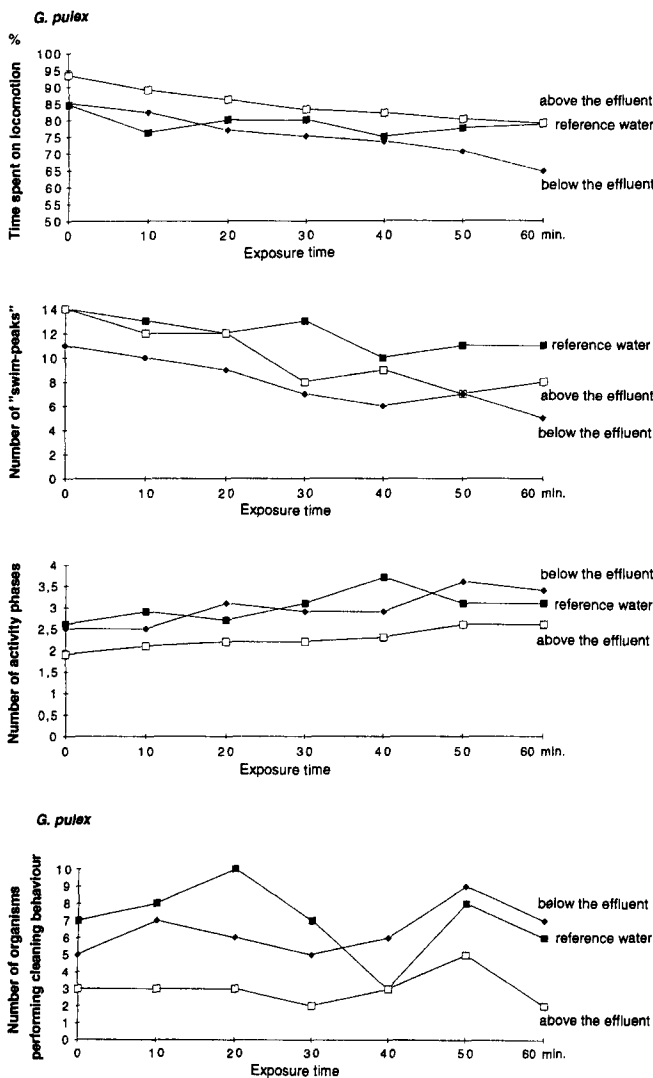 G. pulex
%
Time spent on locomotion
100
95
90
85
80
75
70
65
60
55
50
0 10 20 30 40 50 60 min.
Exposure time
above the effluent
reference water
below the effluent
Number of "swim-peaks"
14
12
10
8
6
4
2
0
0 10 20 30 40 50 60 min.
Exposure time
reference water
above the effluent
below the effluent
Number of activity phases
4
3,5
3
2,5
2
1,5
1
0,5
0
0 10 20 30 40 50 60 min.
Exposure time
below the effluent
reference water
above the effluent
G. pulex
Number of organisms
performing cleaning behaviour
10
9
8
7
6
5
4
3
2
1
0
0 10 20 30 40 50 60 min.
Exposure time
below the effluent
reference water
above the effluent